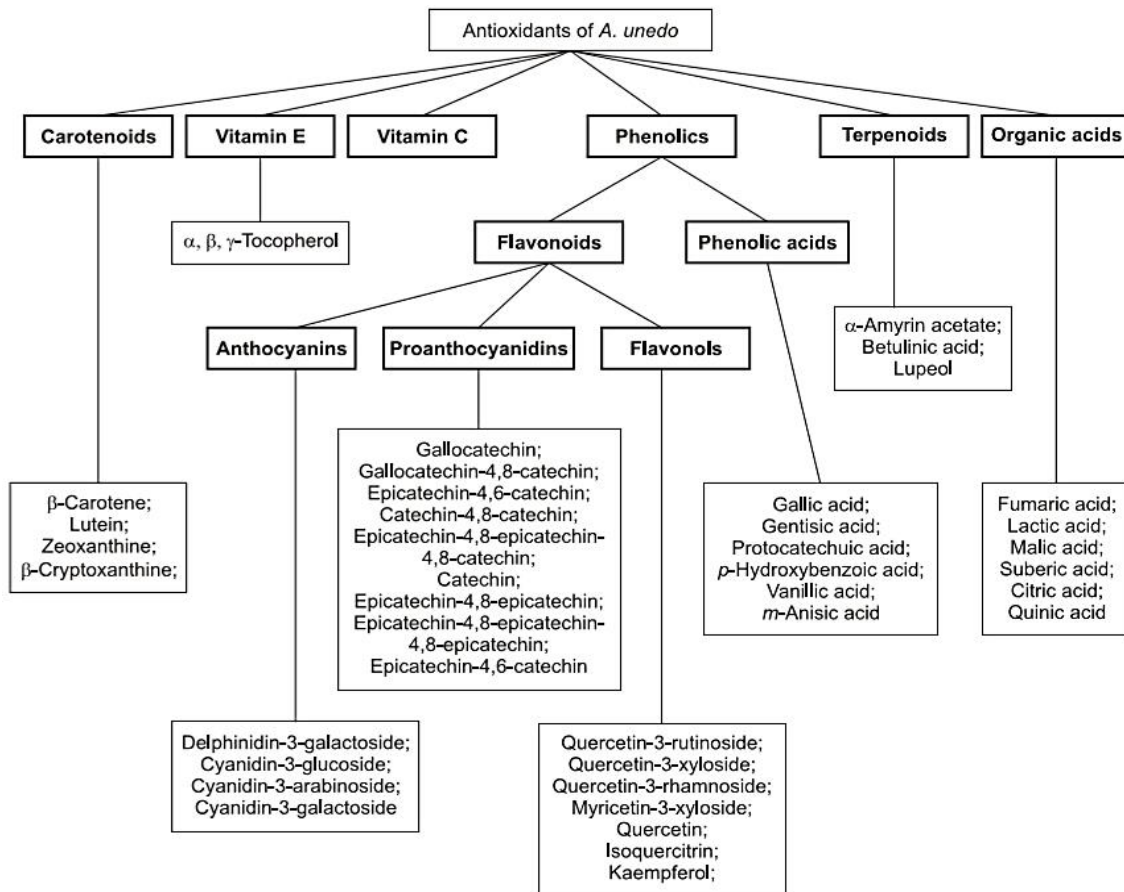 Antioxidants of A. unedo
Carotenoids
Vitamin E
Vitamin C
Phenolics
Terpenoids
Organic acids
α, β, γ-Tocopherol
Flavonoids
Phenolic acids
α-Amyrin acetate;
Betulinic acid;
Lupeol
Anthocyanins
Proanthocyanidins
Flavonols
β-Carotene;
Lutein;
Zeoxanthine;
β-Cryptoxanthine;
Gallocatechin;
Gallocatechin-4,8-catechin;
Epicatechin-4,6-catechin;
Catechin-4,8-catechin;
Epicatechin-4,8-epicatechin-
4,8-catechin;
Catechin;
Epicatechin-4,8-epicatechin;
Epicatechin-4,8-epicatechin-
4,8-epicatechin;
Epicatechin-4,6-catechin
Gallic acid;
Gentisic acid;
Protocatechuic acid;
p-Hydroxybenzoic acid;
Vanillic acid;
m-Anisic acid
Fumaric acid;
Lactic acid;
Malic acid;
Suberic acid;
Citric acid;
Quinic acid
Delphinidin-3-galactoside;
Cyanidin-3-glucoside;
Cyanidin-3-arabinoside;
Cyanidin-3-galactoside
Quercetin-3-rutinoside;
Quercetin-3-xyloside;
Quercetin-3-rhamnoside;
Myricetin-3-xyloside;
Quercetin;
Isoquercitrin;
Kaempferol;